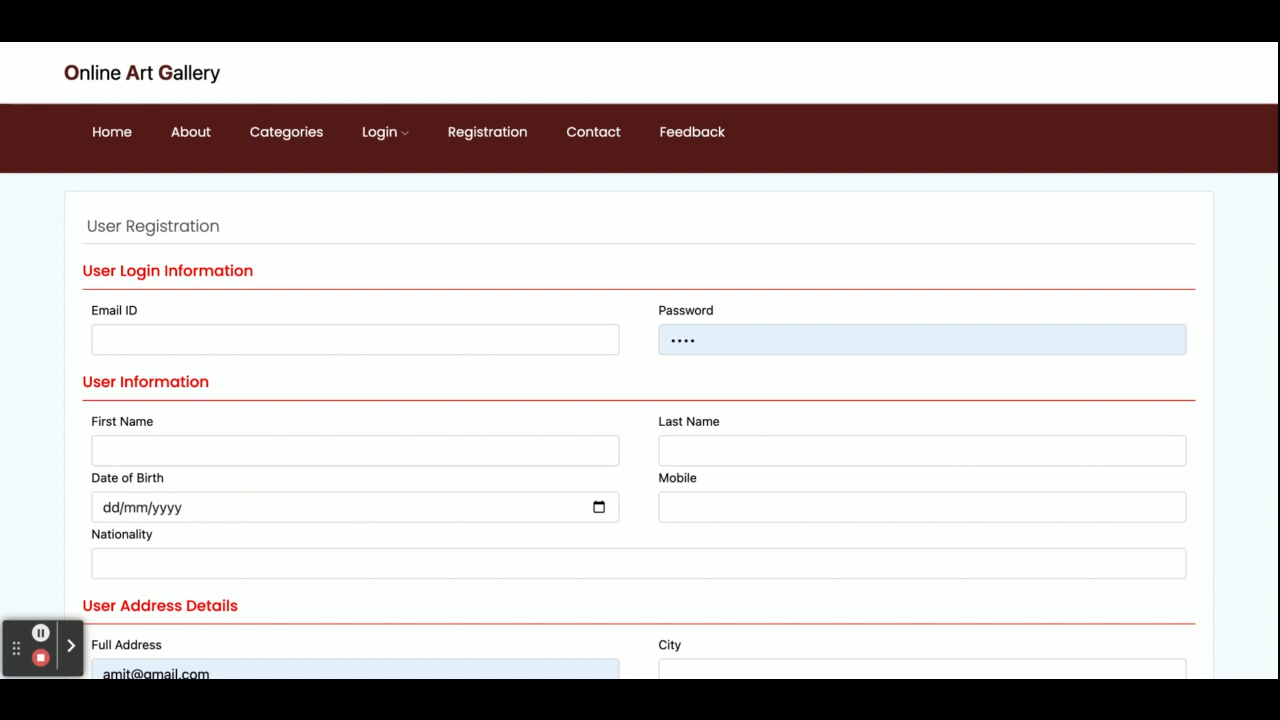 Online Art Gallery
Home About Categories Login Registration Contact Feedback
User Registration
User Login Information
Email ID Password
••••
User Information
First Name Last Name
Date of Birth Mobile
dd/mm/yyyy
Nationality
User Address Details
Full Address City
amit@gmail.com